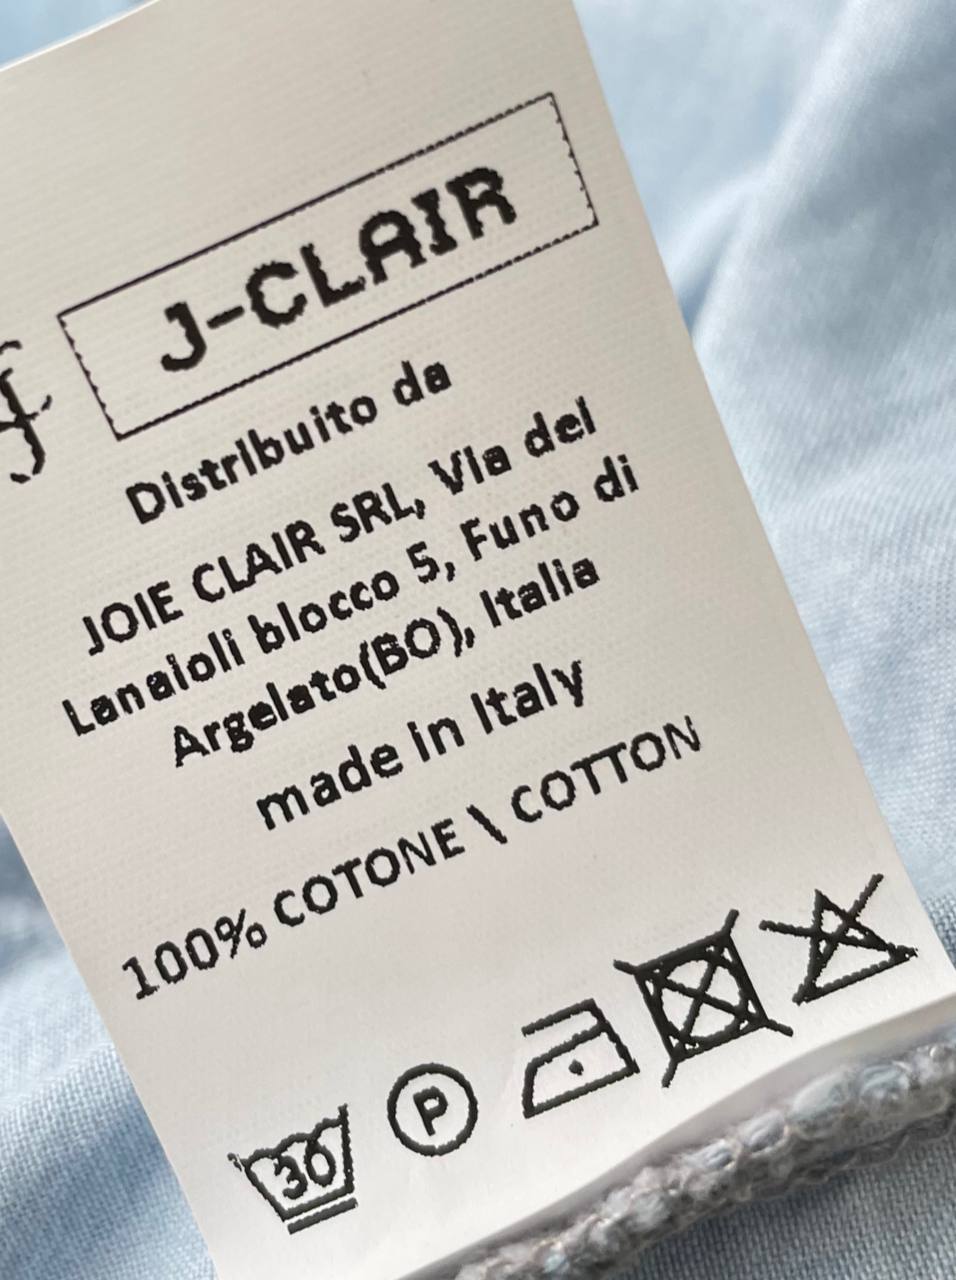 J-CLAIR
Distribuito da
JOIE CLAIR SRL, Via del
Lanaioli blocco 5, Funo di
Argelato(BO), Italia
made in Italy
100% COTONE \ COTTON
30
P